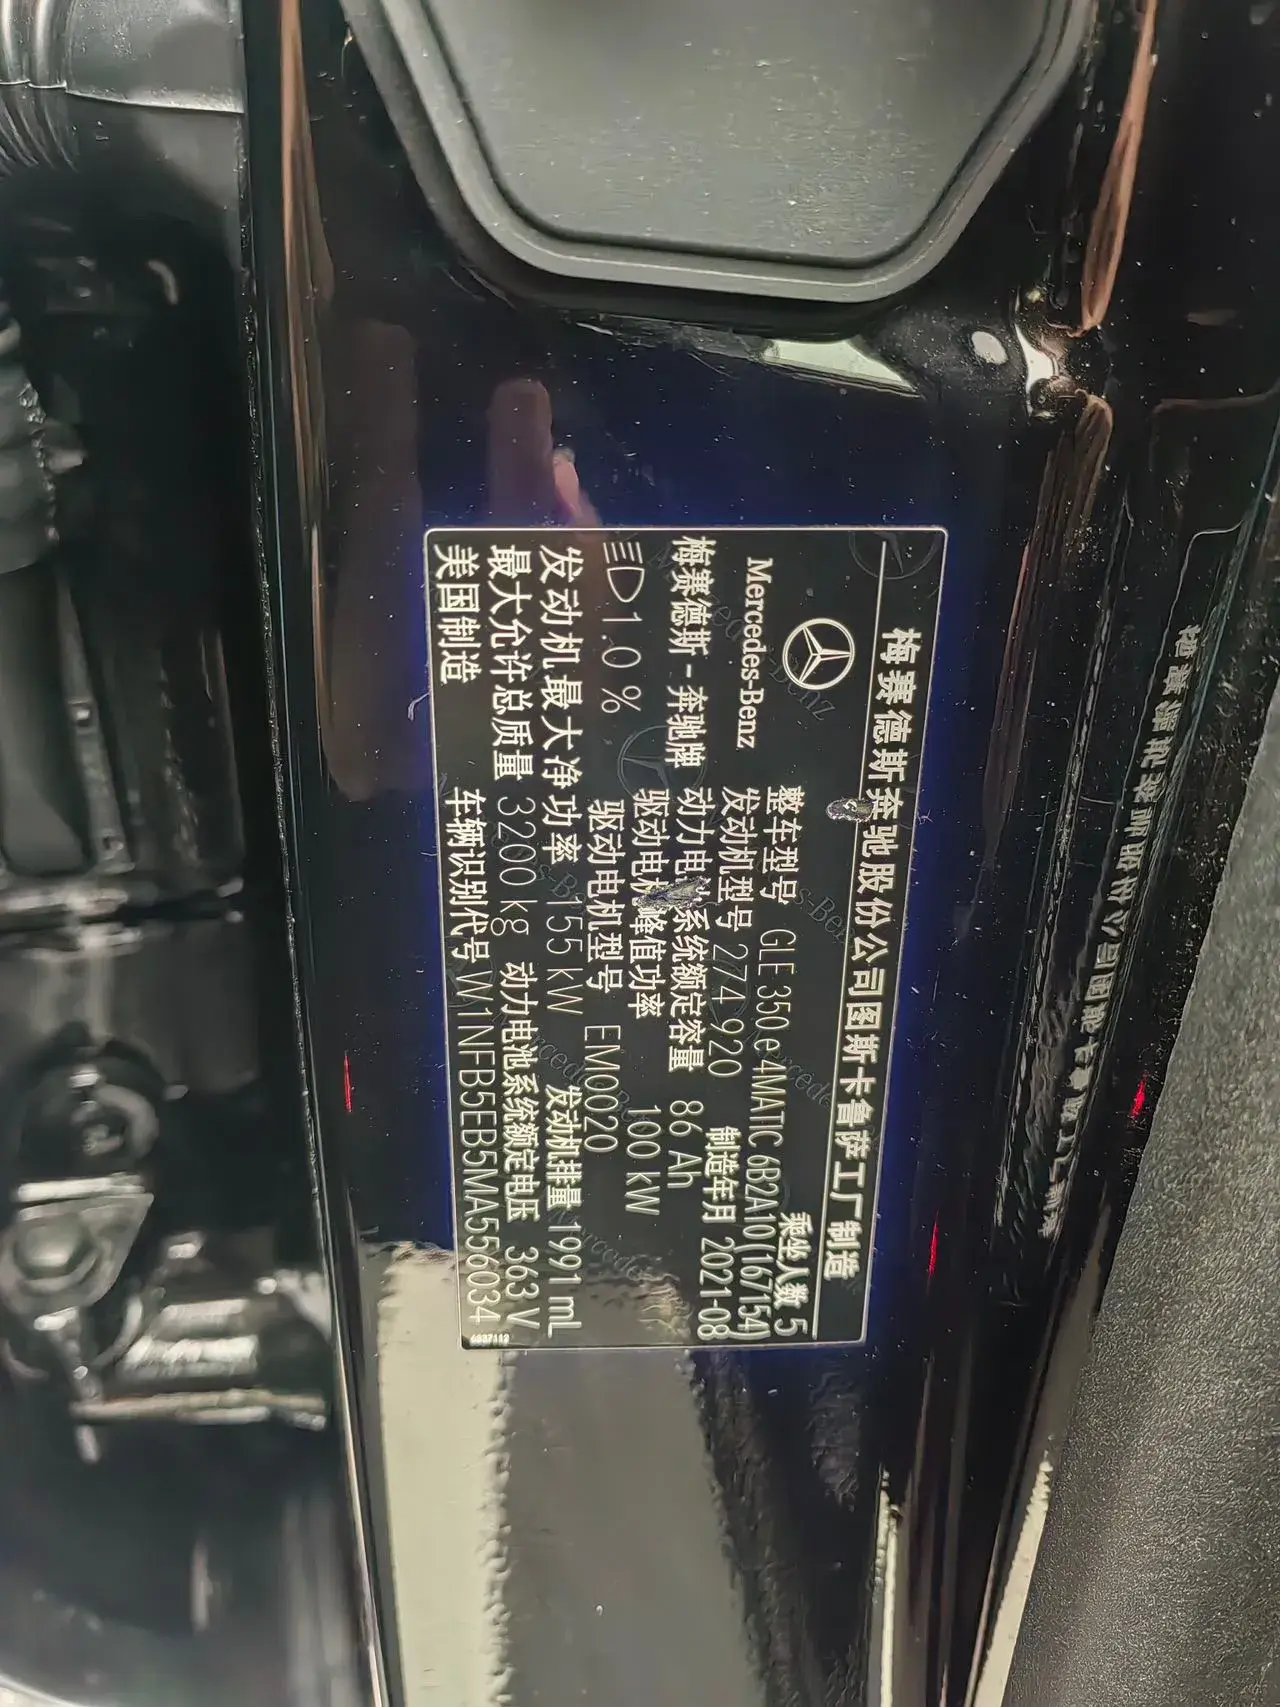 梅赛德斯奔驰股份公司图斯卡鲁萨工厂制造
Mercedes-Benz
乘坐人数 5
整车型号 GLE 350 e 4MATIC 6B2A10(167154)
梅赛德斯-奔驰牌
发动机型号 274 920 制造年月 2021-08
动力电池系统额定容量 86 Ah
1.0 %
驱动电机峰值功率 100 kW
驱动电机型号 EM0020
发动机最大净功率 155 kW 发动机排量 1991 mL
最大允许总质量 3200 kg 动力电池系统额定电压 363 V
美国制造 车辆识别代号 W1NFB5EB5MA556034